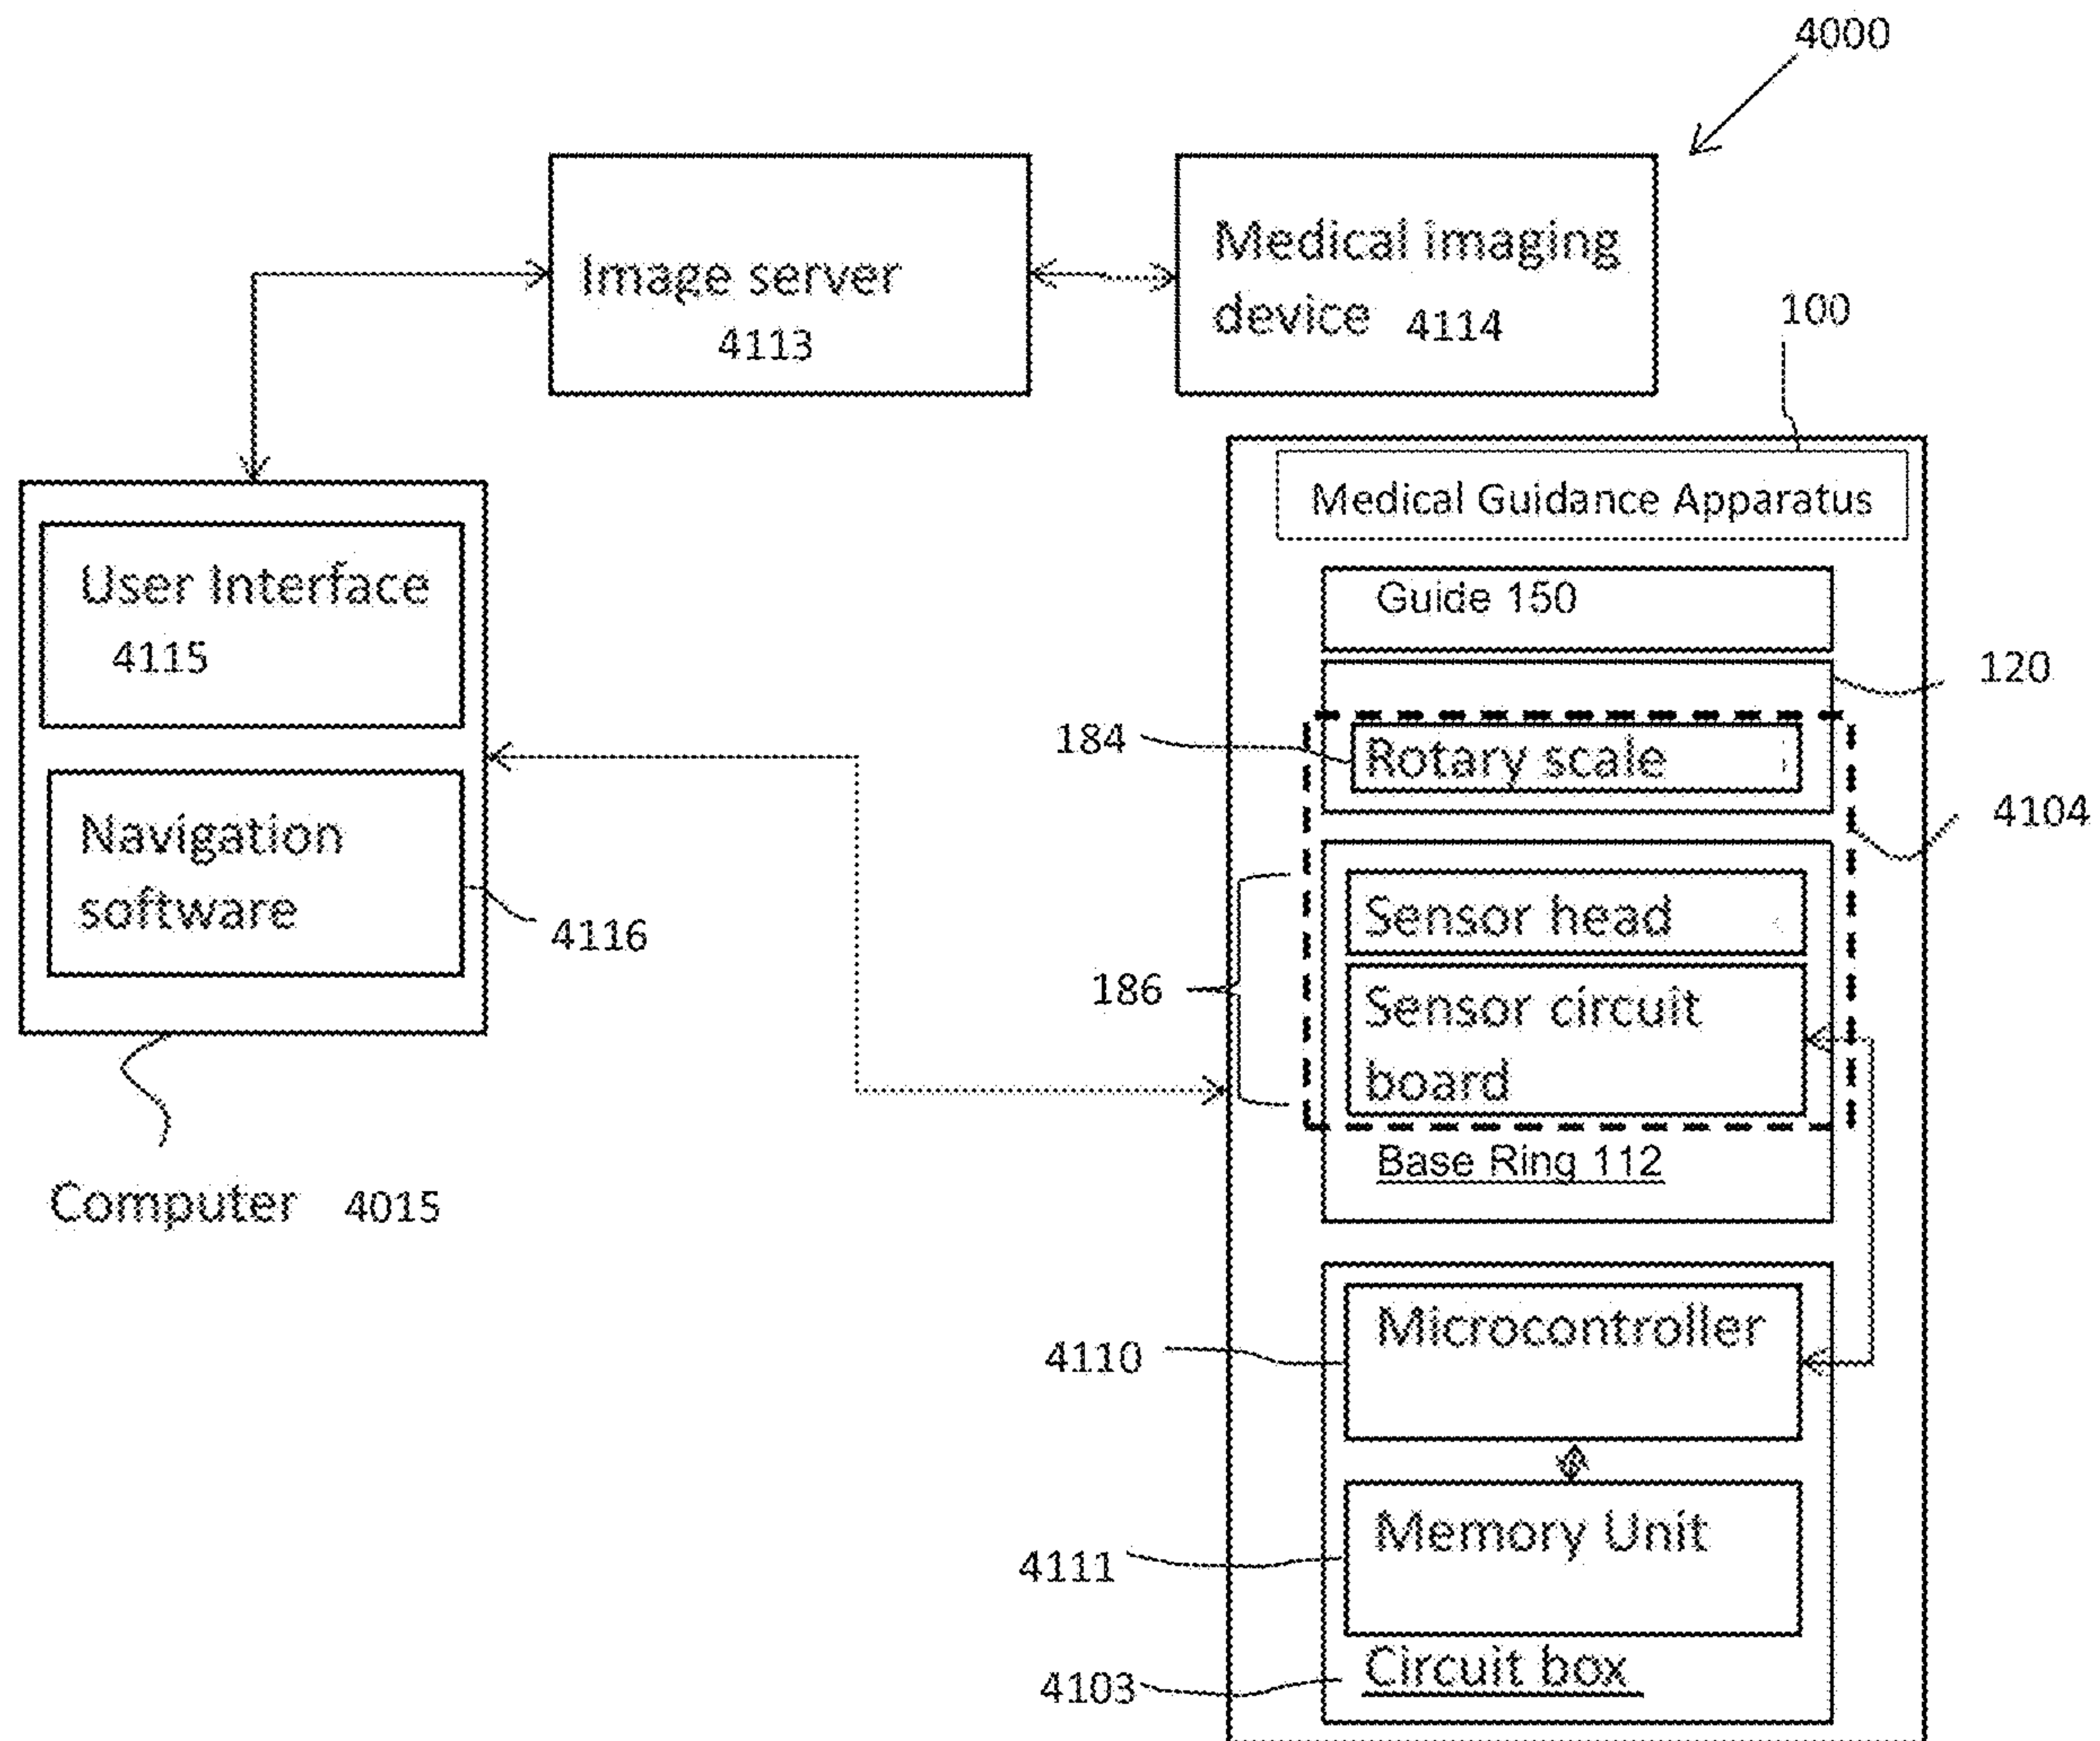 4000
Image server
4113
Medical imaging
device 4114
100
Medical Guidance Apparatus
User Interface
4115
Navigation
software
4116
Computer 4015
Guide 150
120
184
Rotary scale
4104
Sensor head
186
Sensor circuit
board
Base Ring 112
Microcontroller
4110
Memory Unit
4111
Circuit box
4103